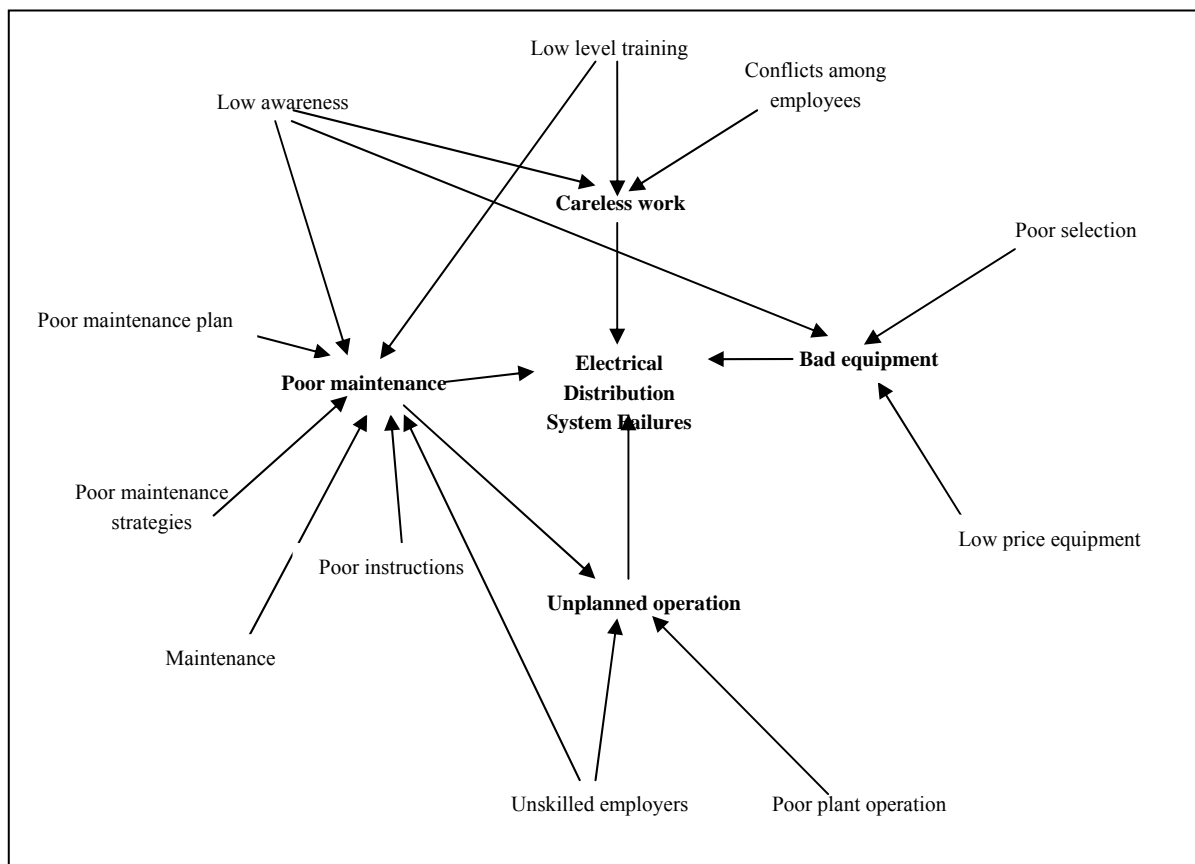 Low level training
Conflicts among
employees
Low awareness
Careless work
Poor selection
Poor maintenance plan
Electrical
Distribution
System Failures
Bad equipment
Poor maintenance
Poor maintenance
strategies
Low price equipment
Poor instructions
Unplanned operation
Maintenance
Unskilled employers
Poor plant operation